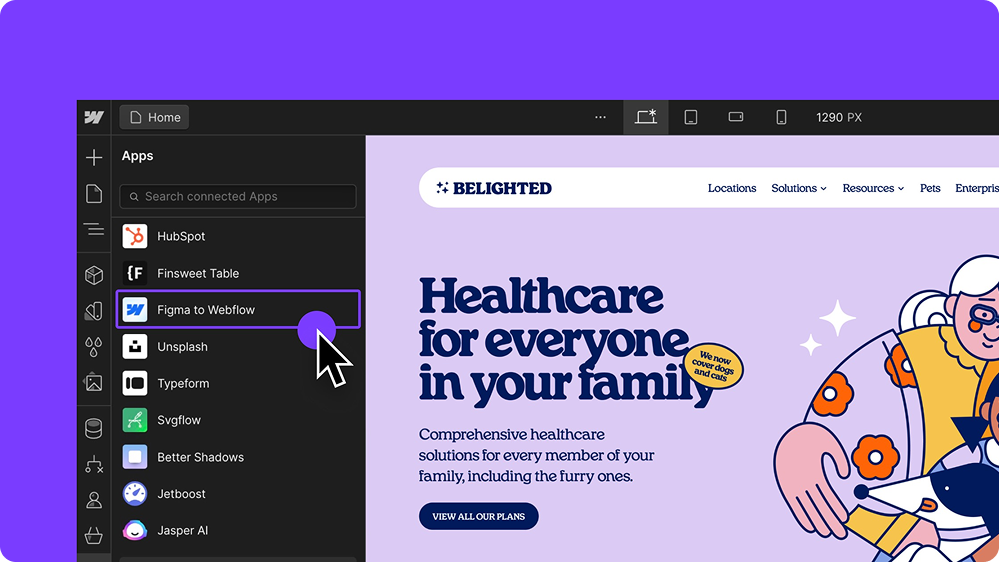 Home
1290 PX
Apps
Search connected Apps
HubSpot
Finsweet Table
Figma to Webflow
Unsplash
Typeform
Svgflow
Better Shadows
Jetboost
Jasper AI
BELIGHTED
Locations Solutions Resources Pets Enterpris
Healthcare
for everyone
in your family
We now
cover dogs
and cats
Comprehensive healthcare
solutions for every member of your
family, including the furry ones.
VIEW ALL OUR PLANS